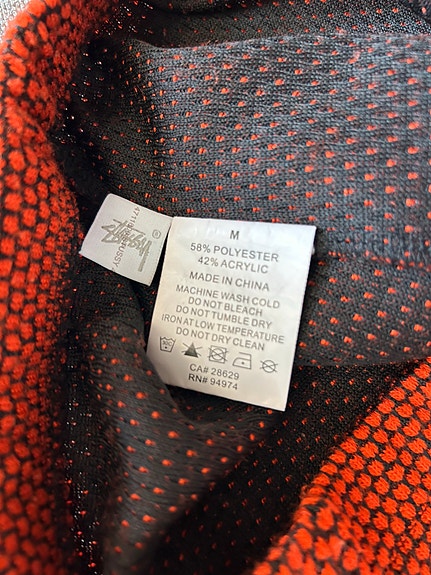 STÜSSY
M
58% POLYESTER
42% ACRYLIC
MADE IN CHINA
MACHINE WASH COLD
DO NOT BLEACH
DO NOT TUMBLE DRY
IRON AT LOW TEMPERATURE
DO NOT DRY CLEAN
CA# 28629
RN# 94974